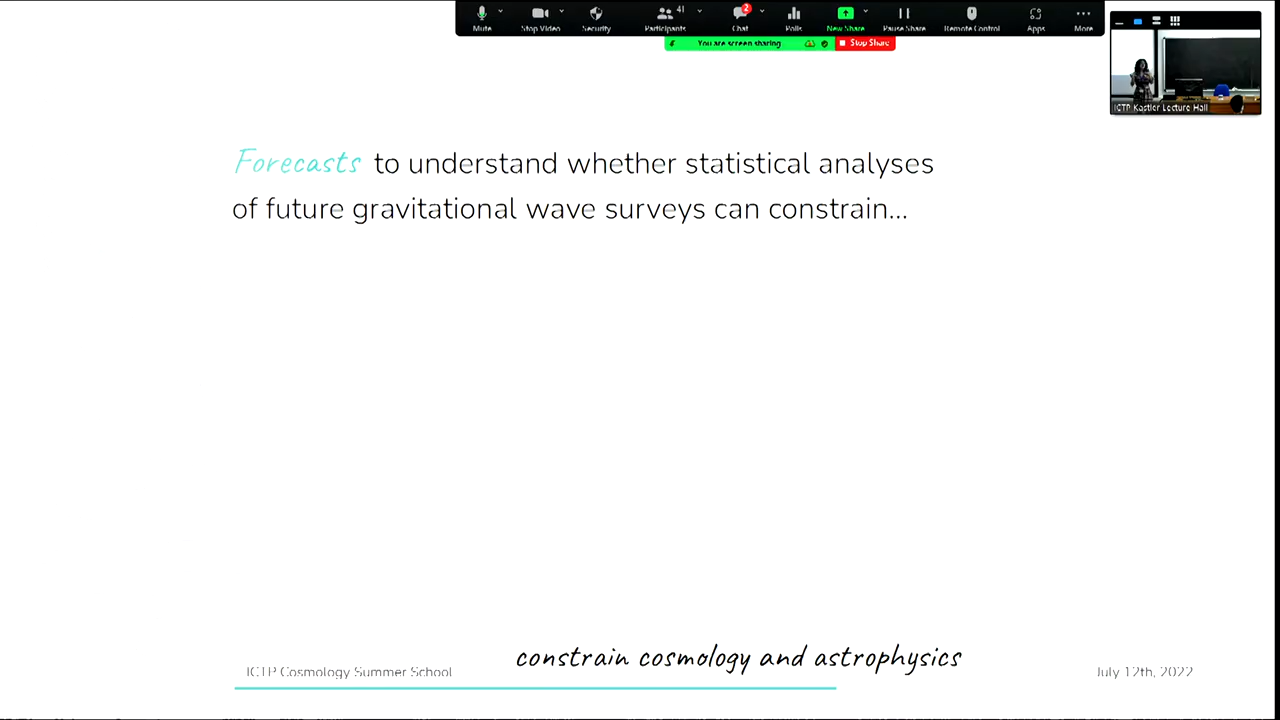 Mute
Stop Video
Security
Participants
41
Chat
2
Polls
New Share
Pause Share
Remote Control
Apps
More
You are screen sharing
Stop Share
ICTP Kastler Lecture Hall
Forecasts to understand whether statistical analyses
of future gravitational wave surveys can constrain...
constrain cosmology and astrophysics
ICTP Cosmology Summer School
July 12th, 2022